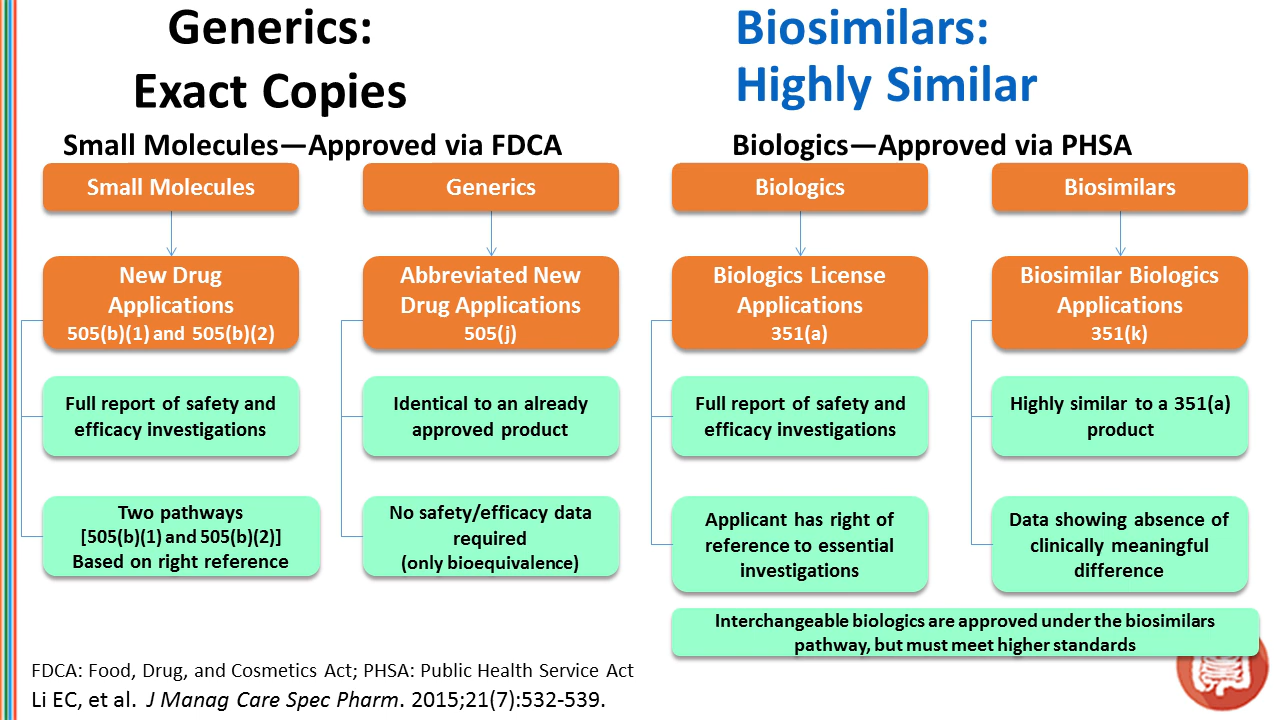 Generics:
Exact Copies
Small Molecules—Approved via FDCA
Small Molecules
New Drug
Applications
505(b)(1) and 505(b)(2)
Full report of safety and
efficacy investigations
Two pathways
[505(b)(1) and 505(b)(2)]
Based on right reference
Generics
Abbreviated New
Drug Applications
505(j)
Identical to an already
approved product
No safety/efficacy data
required
(only bioequivalence)
Biosimilars:
Highly Similar
Biologics—Approved via PHSA
Biologics
Biologics License
Applications
351(a)
Full report of safety and
efficacy investigations
Applicant has right of
reference to essential
investigations
Biosimilars
Biosimilar Biologics
Applications
351(k)
Highly similar to a 351(a)
product
Data showing absence of
clinically meaningful
difference
Interchangeable biologics are approved under the biosimilars
pathway, but must meet higher standards
FDCA: Food, Drug, and Cosmetics Act; PHSA: Public Health Service Act
Li EC, et al. J Manag Care Spec Pharm. 2015;21(7):532-539.